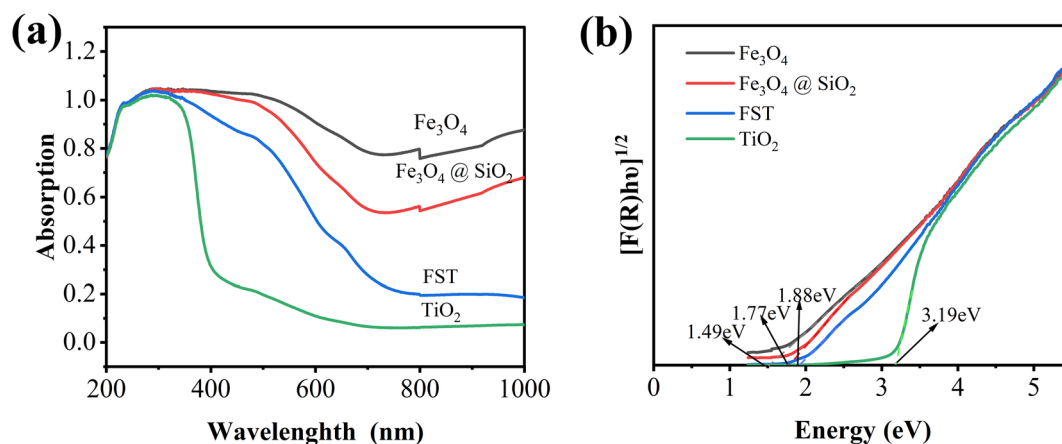 (a)
1.2
1.0
0.8
0.6
0.4
0.2
0.0
Absorption
Fe₃O₄
Fe₃O₄ @ SiO₂
FST
TiO₂
200 400 600 800 1000
Wavelenghth (nm)
(b)
Fe₃O₄
Fe₃O₄ @ SiO₂
FST
TiO₂
[F(R)hυ]¹/²
1.49eV
1.77eV
1.88eV
3.19eV
0 1 2 3 4 5
Energy (eV)